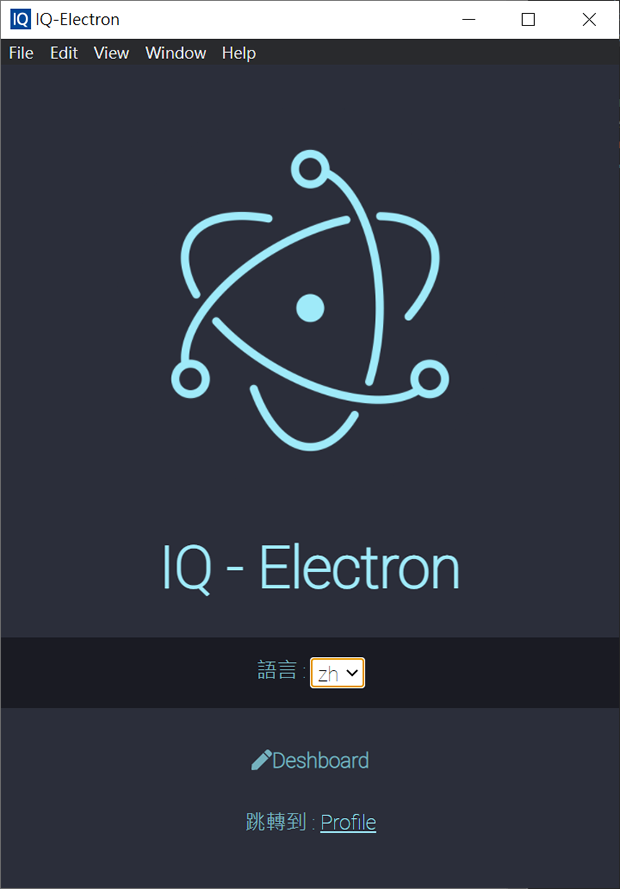 IQ IQ-Electron
File Edit View Window Help
IQ - Electron
語言 : zh
Deshboard
跳轉到 : Profile